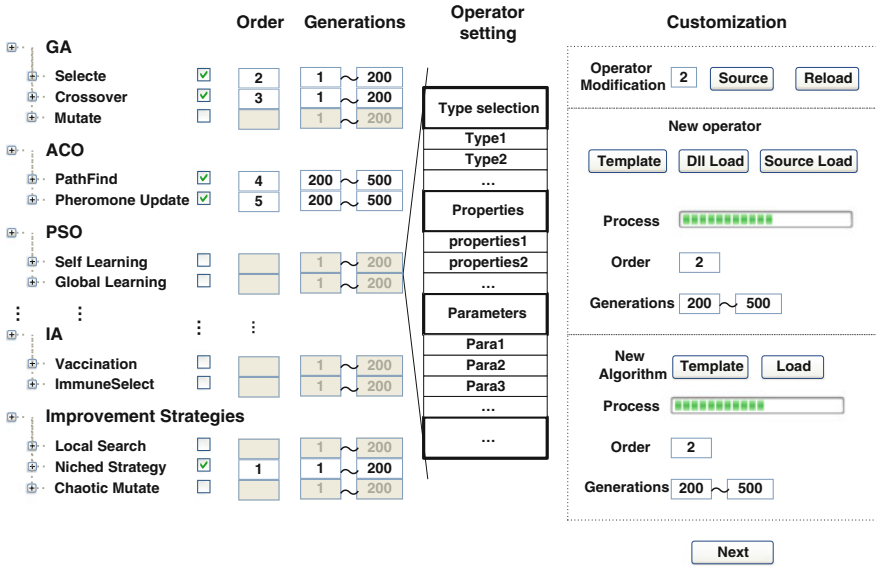 Order Generations Operator setting Customization
GA
Selecte 2 1 ~ 200
Crossover 3 1 ~ 200
Mutate 1 ~ 200
ACO
PathFind 4 200 ~ 500
Pheromone Update 5 200 ~ 500
PSO
Self Learning 1 ~ 200
Global Learning 1 ~ 200
⋮ ⋮ ⋮ ⋮
IA
Vaccination 1 ~ 200
ImmuneSelect 1 ~ 200
Improvement Strategies
Local Search 1 ~ 200
Niched Strategy 1 1 ~ 200
Chaotic Mutate 1 ~ 200
Type selection
Type1
Type2
...
Properties
properties1
properties2
...
Parameters
Para1
Para2
Para3
...
...
Operator Modification 2 Source Reload
New operator
Template Dll Load Source Load
Process
Order 2
Generations 200 ~ 500
New Algorithm Template Load
Process
Order 2
Generations 200 ~ 500
Next